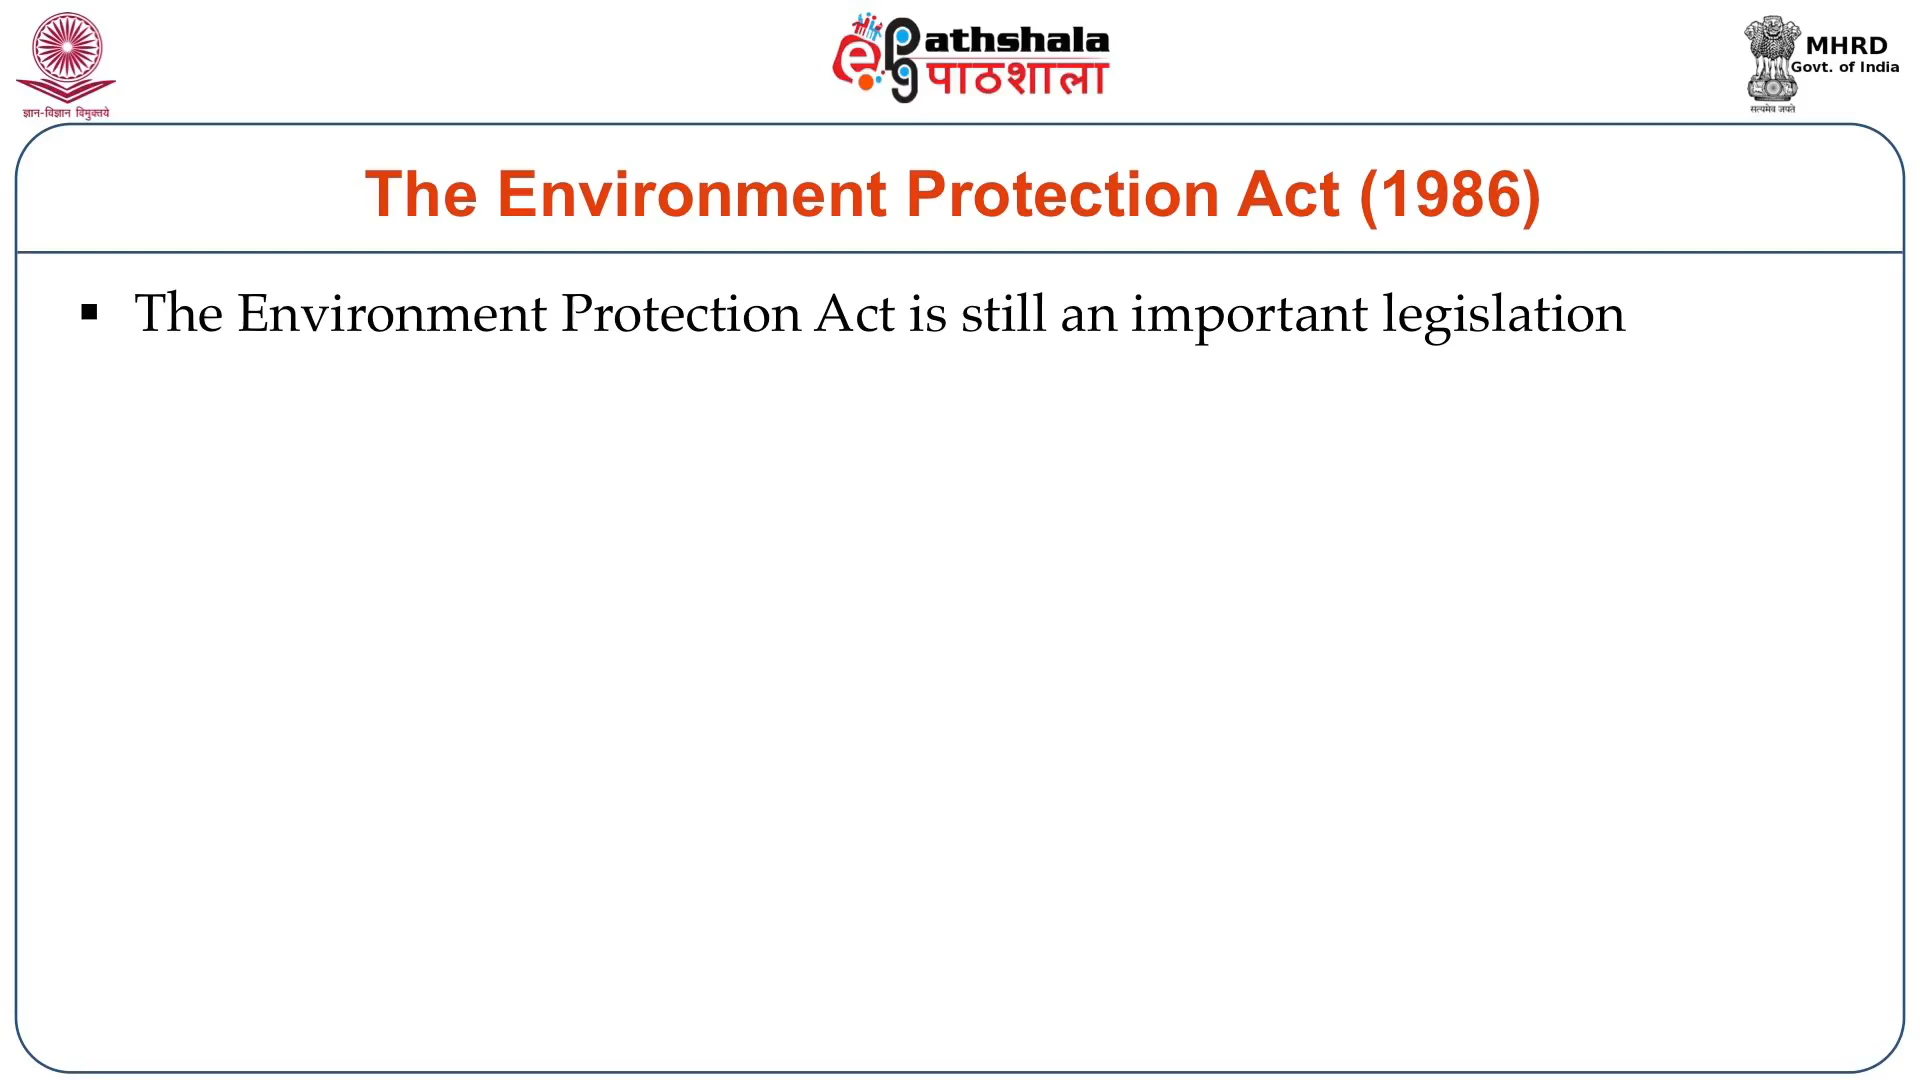 ज्ञान-विज्ञान विमुक्तये
ePathshala
पाठशाला
MHRD
Govt. of India
सत्यमेव जयते
The Environment Protection Act (1986)
▪ The Environment Protection Act is still an important legislation